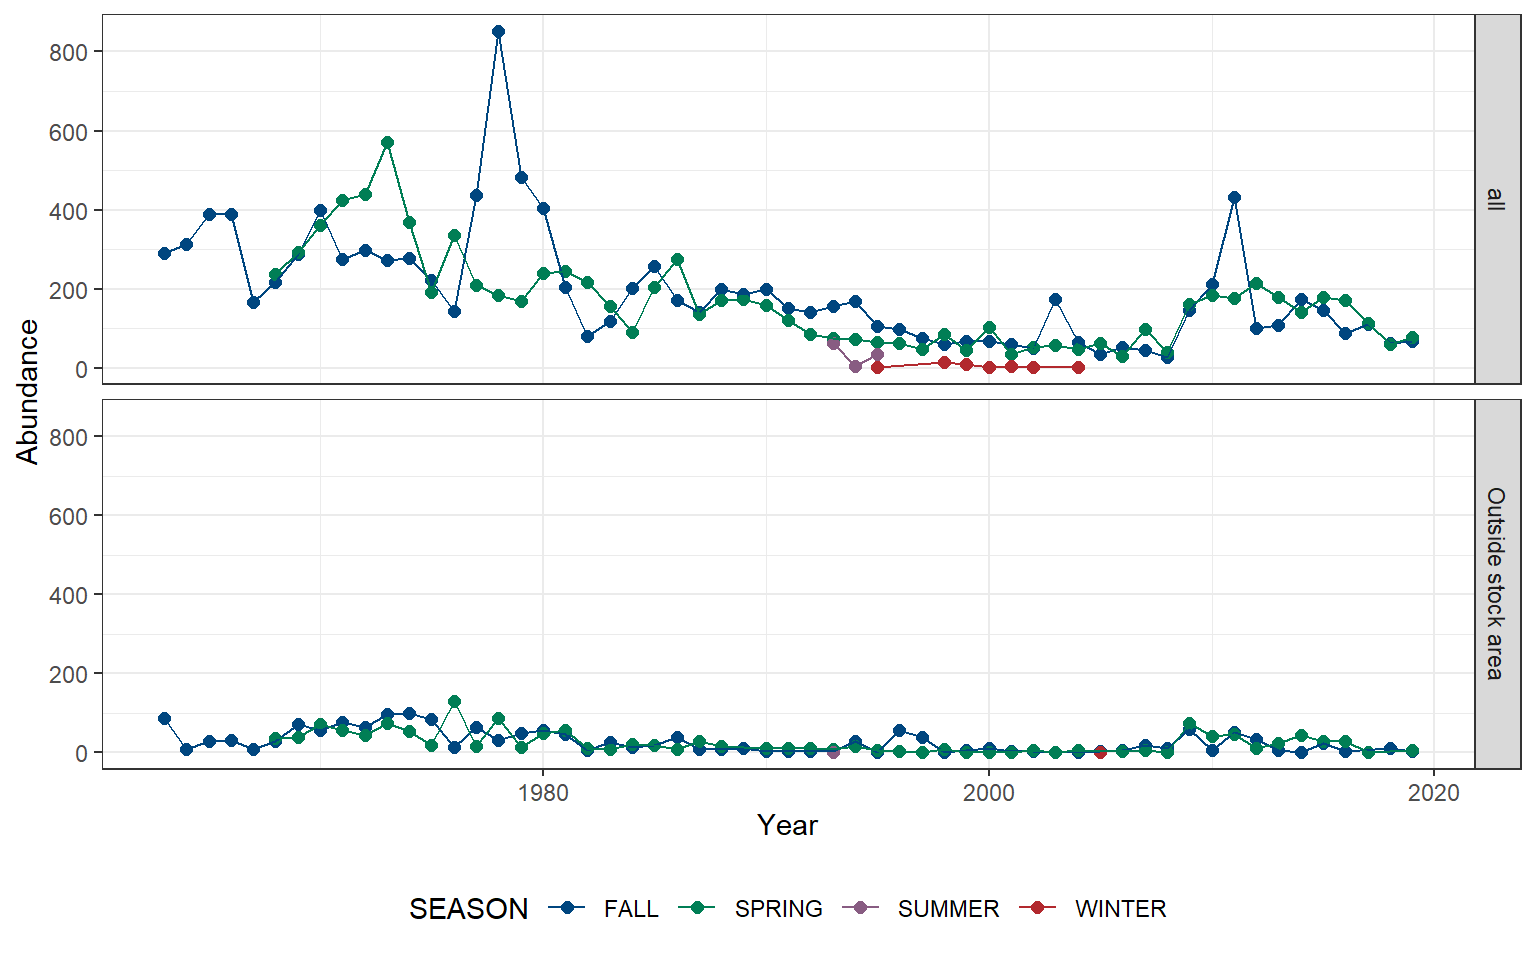 800
600
400
200
0
all
Abundance
800
600
400
200
0
Outside stock area
1980 2000 2020
Year
SEASON FALL SPRING SUMMER WINTER